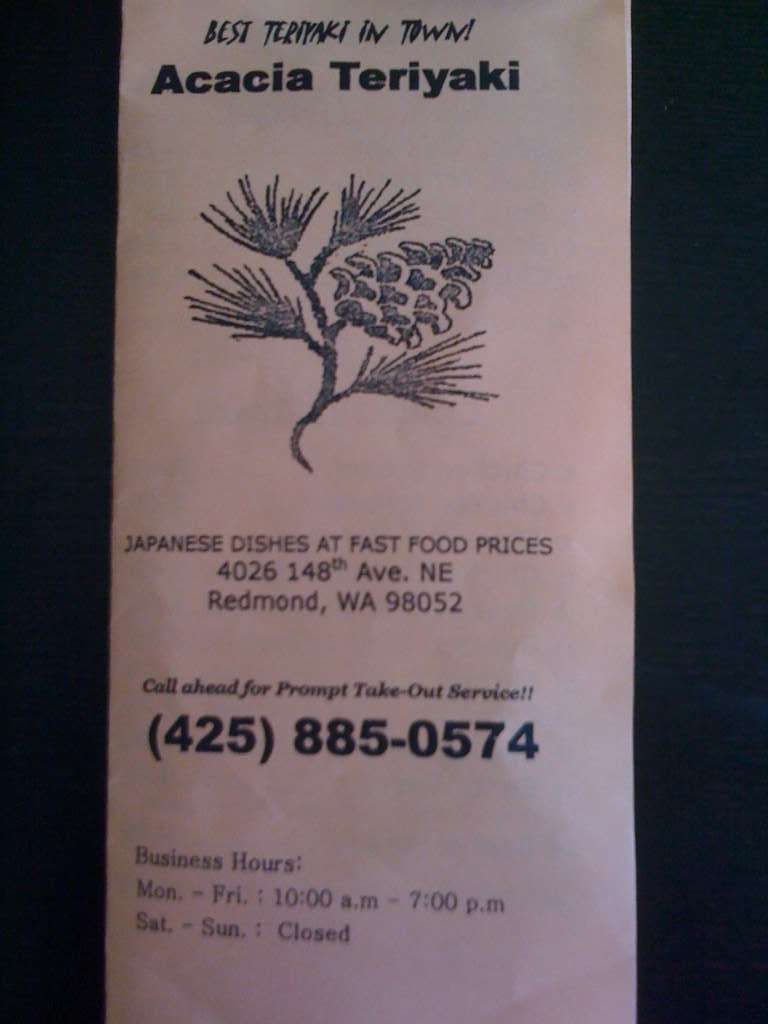 BEST TERIYAKI IN TOWN!
Acacia Teriyaki
JAPANESE DISHES AT FAST FOOD PRICES
4026 148th Ave. NE
Redmond, WA 98052
Call ahead for Prompt Take-Out Service!!
(425) 885-0574
Business Hours:
Mon. - Fri. : 10:00 a.m - 7:00 p.m
Sat. - Sun. : Closed